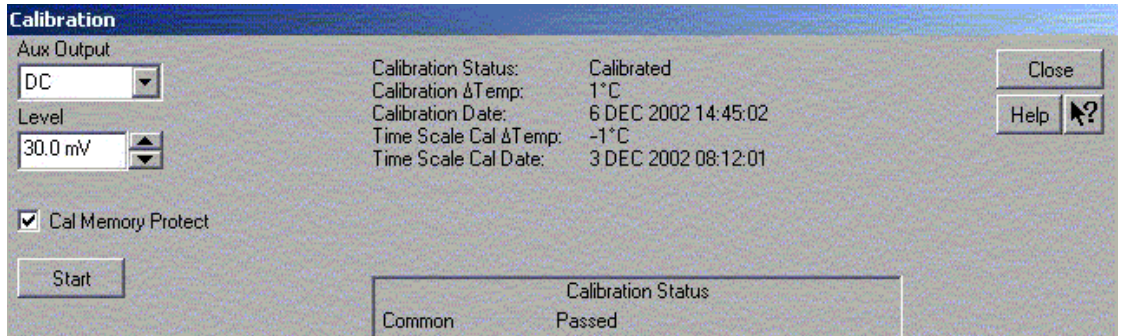 Calibration
Aux Output
DC
Level
30.0 mV
Cal Memory Protect
Start
Calibration Status: Calibrated
Calibration ΔTemp: 1°C
Calibration Date: 6 DEC 2002 14:45:02
Time Scale Cal ΔTemp: -1°C
Time Scale Cal Date: 3 DEC 2002 08:12:01
Close
Help ?
Calibration Status
Common Passed